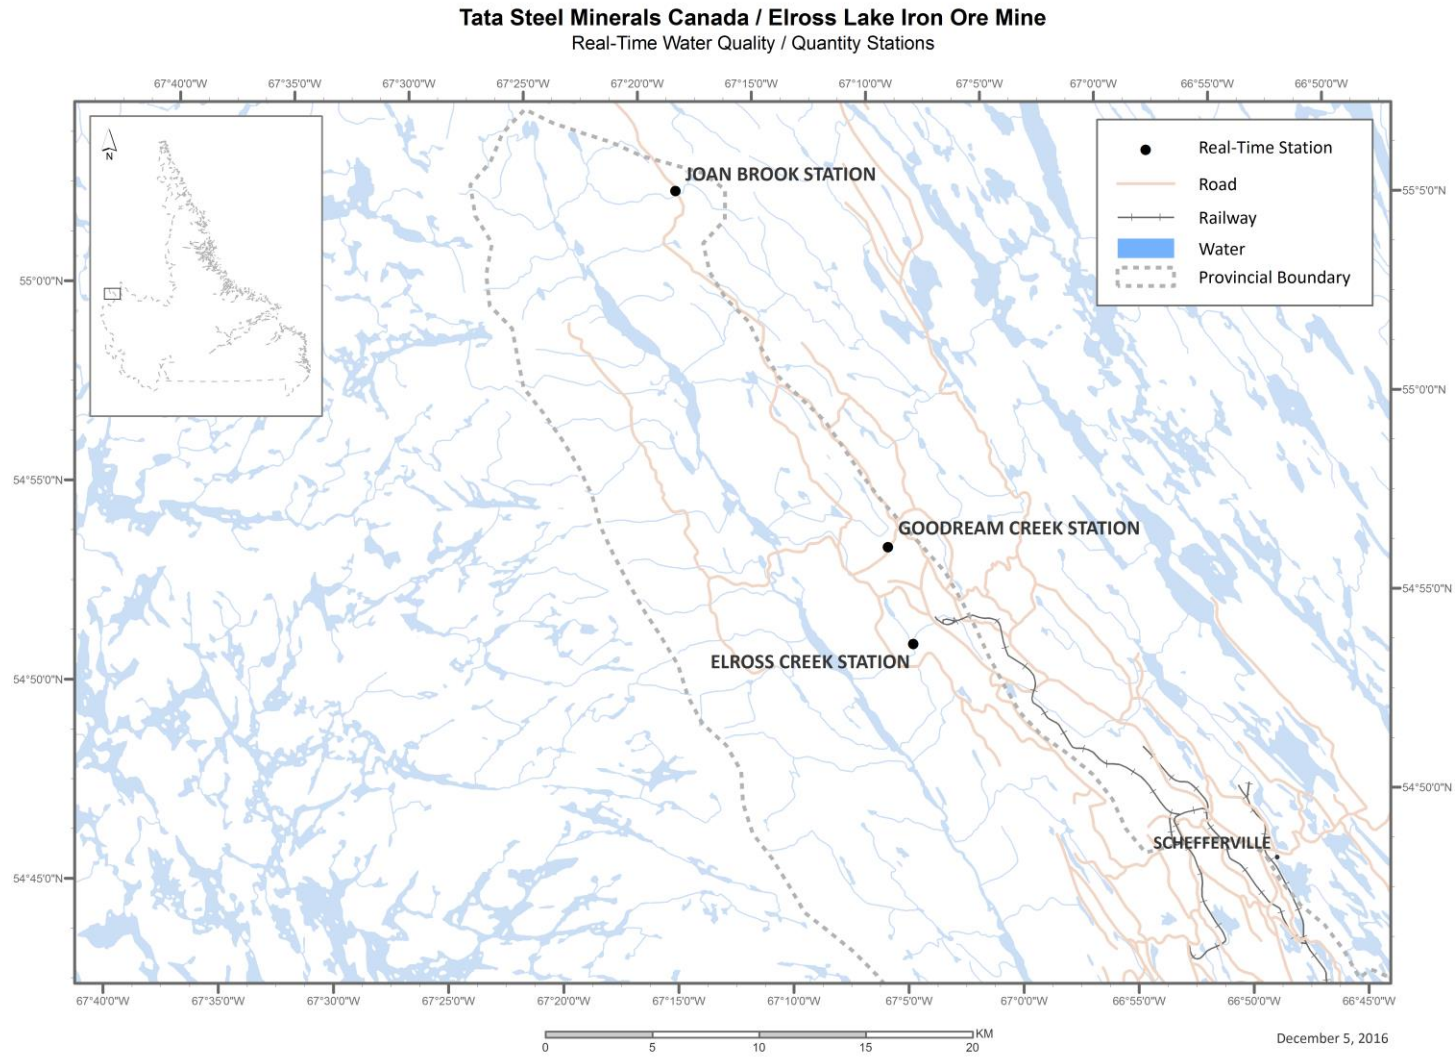 Tata Steel Minerals Canada / Elross Lake Iron Ore Mine
Real-Time Water Quality / Quantity Stations
67°40'0"W 67°35'0"W 67°30'0"W 67°25'0"W 67°20'0"W 67°15'0"W 67°10'0"W 67°5'0"W 67°0'0"W 66°55'0"W 66°50'0"W
N
Real-Time Station
Road
Railway
Water
Provincial Boundary
JOAN BROOK STATION
55°5'0"N
55°0'0"N
55°0'0"N
54°55'0"N
GOODREAM CREEK STATION
54°55'0"N
ELROSS CREEK STATION
54°50'0"N
54°50'0"N
SCHEFFERVILLE
54°45'0"N
67°40'0"W 67°35'0"W 67°30'0"W 67°25'0"W 67°20'0"W 67°15'0"W 67°10'0"W 67°5'0"W 67°0'0"W 66°55'0"W 66°50'0"W 66°45'0"W
KM
0 5 10 15 20
December 5, 2016